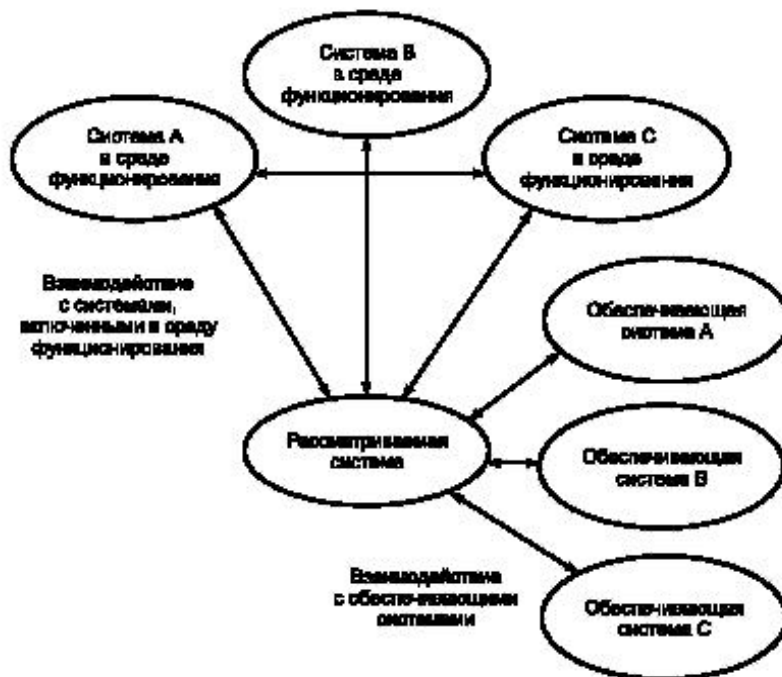 Система B
в среде
функционирования
Система A
в среде
функционирования
Система C
в среде
функционирования
Взаимодействие
с системами,
включенными в среду
функционирования
Обеспечивающая
система A
Рассматриваемая
система
Обеспечивающая
система B
Взаимодействие
с обеспечивающими
системами
Обеспечивающая
система C